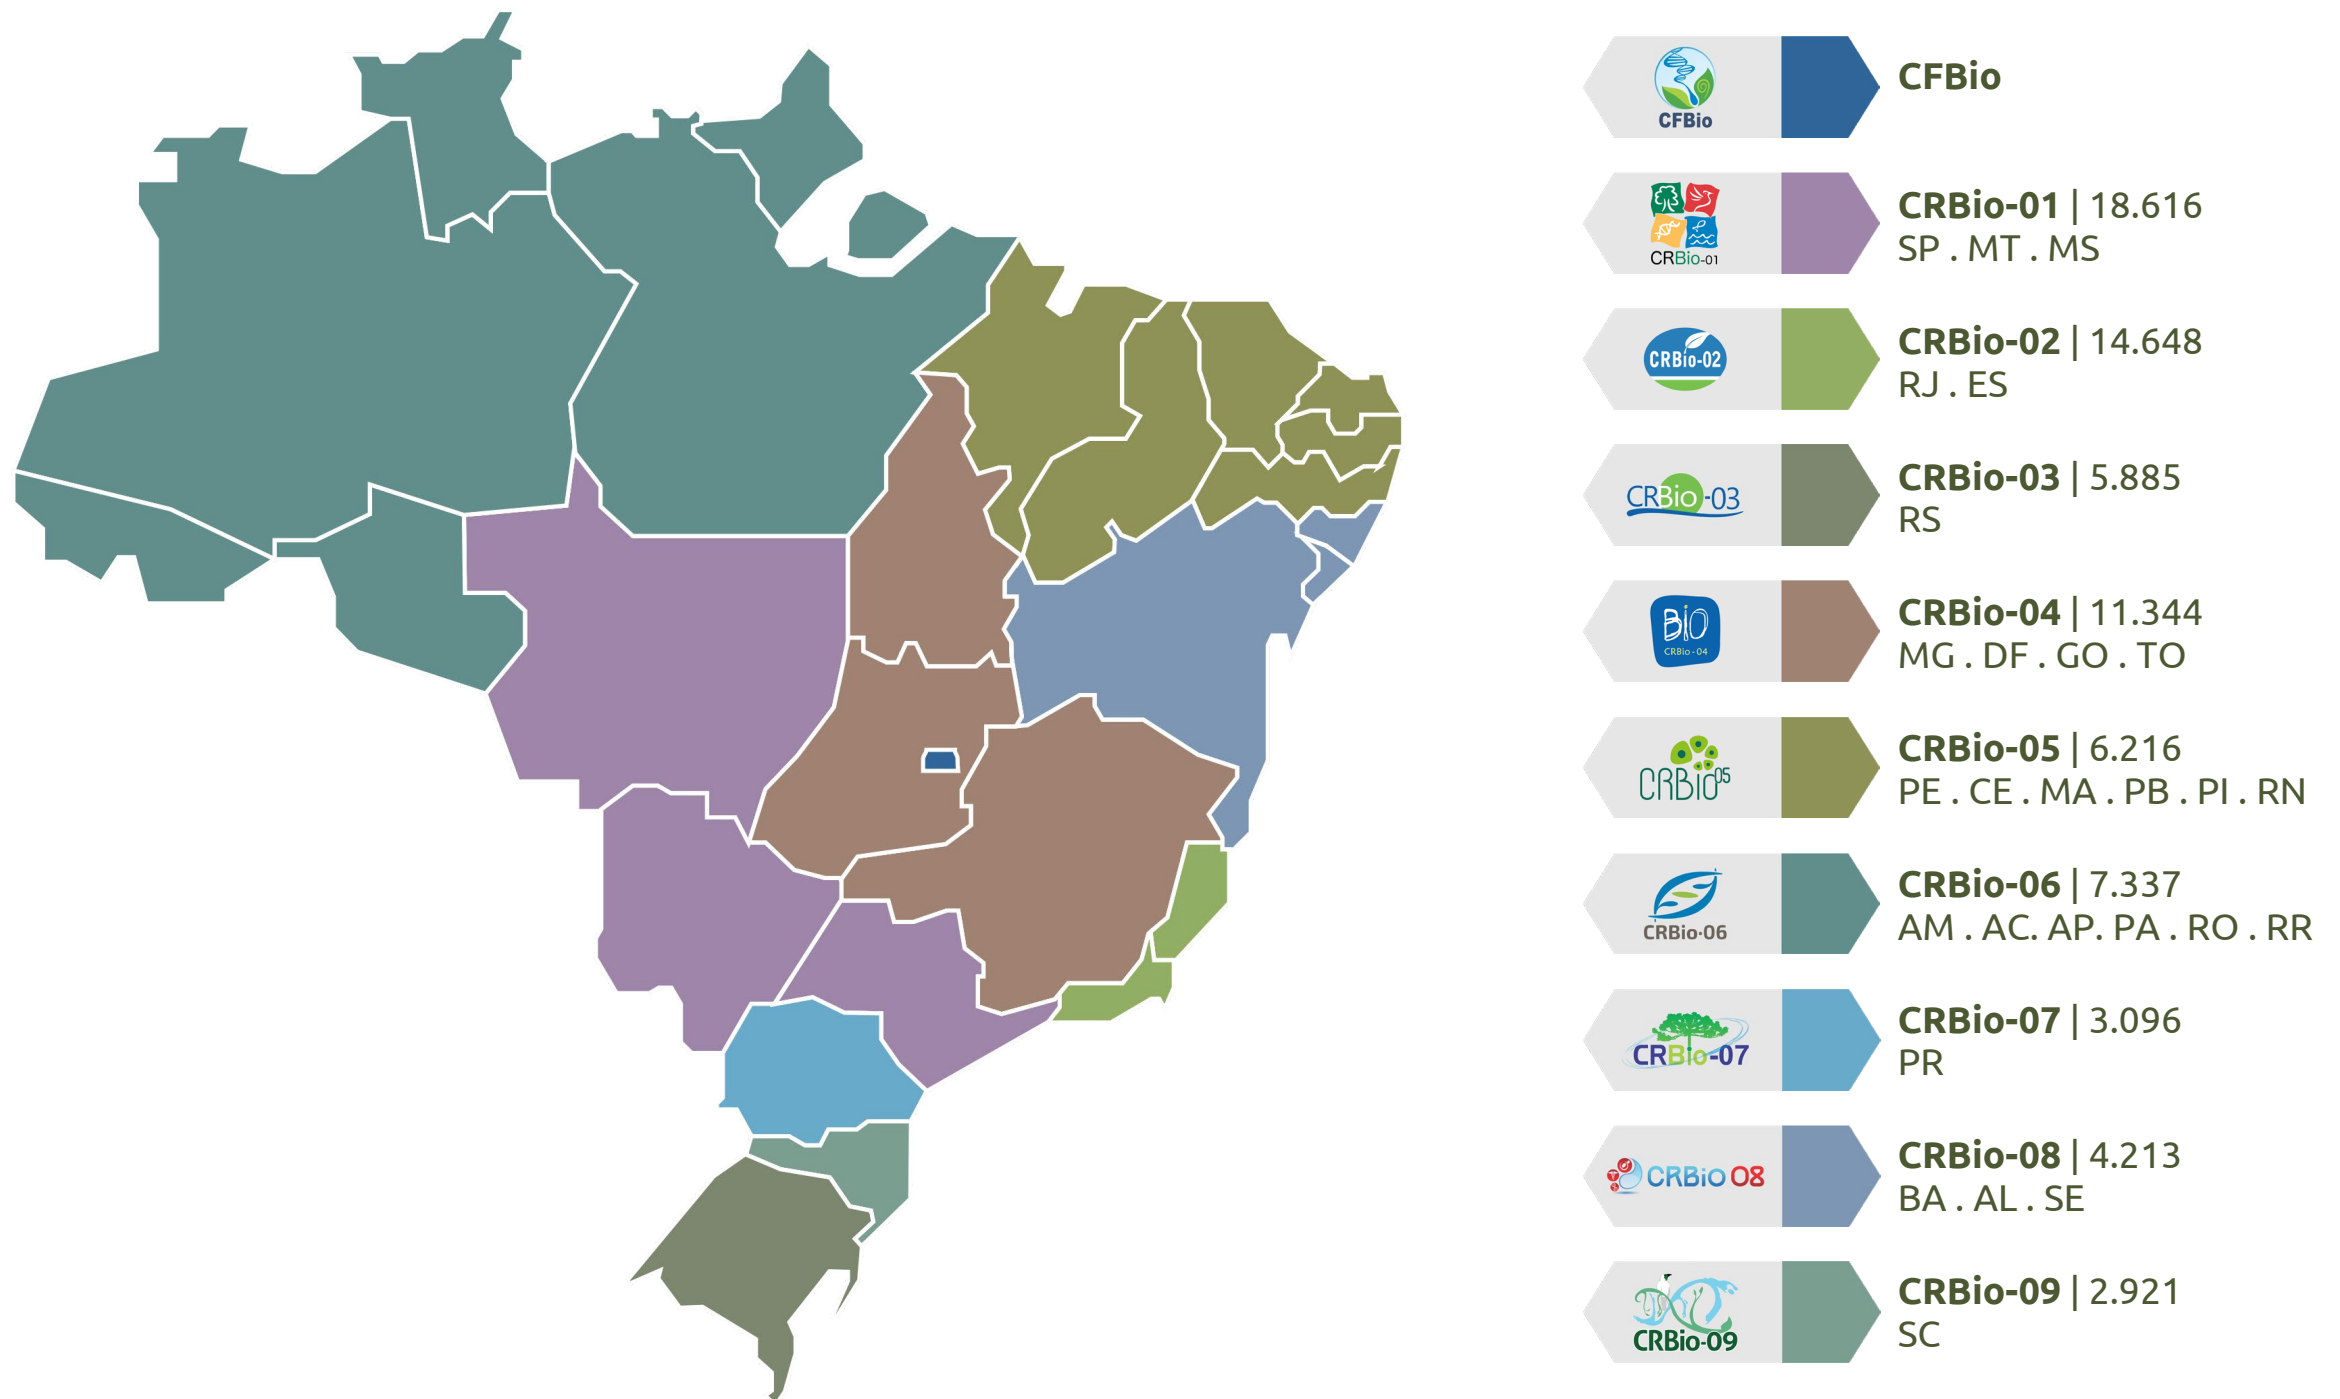 CFBio
CFBio
CRBio-01
CRBio-01 | 18.616
SP . MT . MS
CRBio-02
CRBio-02 | 14.648
RJ . ES
CRBio-03
CRBio-03 | 5.885
RS
BiO
CRBio-04
CRBio-04 | 11.344
MG . DF . GO . TO
CRBio05
CRBio-05 | 6.216
PE . CE . MA . PB . PI . RN
CRBio·06
CRBio-06 | 7.337
AM . AC. AP. PA . RO . RR
CRBio-07
CRBio-07 | 3.096
PR
CRBio 08
CRBio-08 | 4.213
BA . AL . SE
CRBio-09
CRBio-09 | 2.921
SC